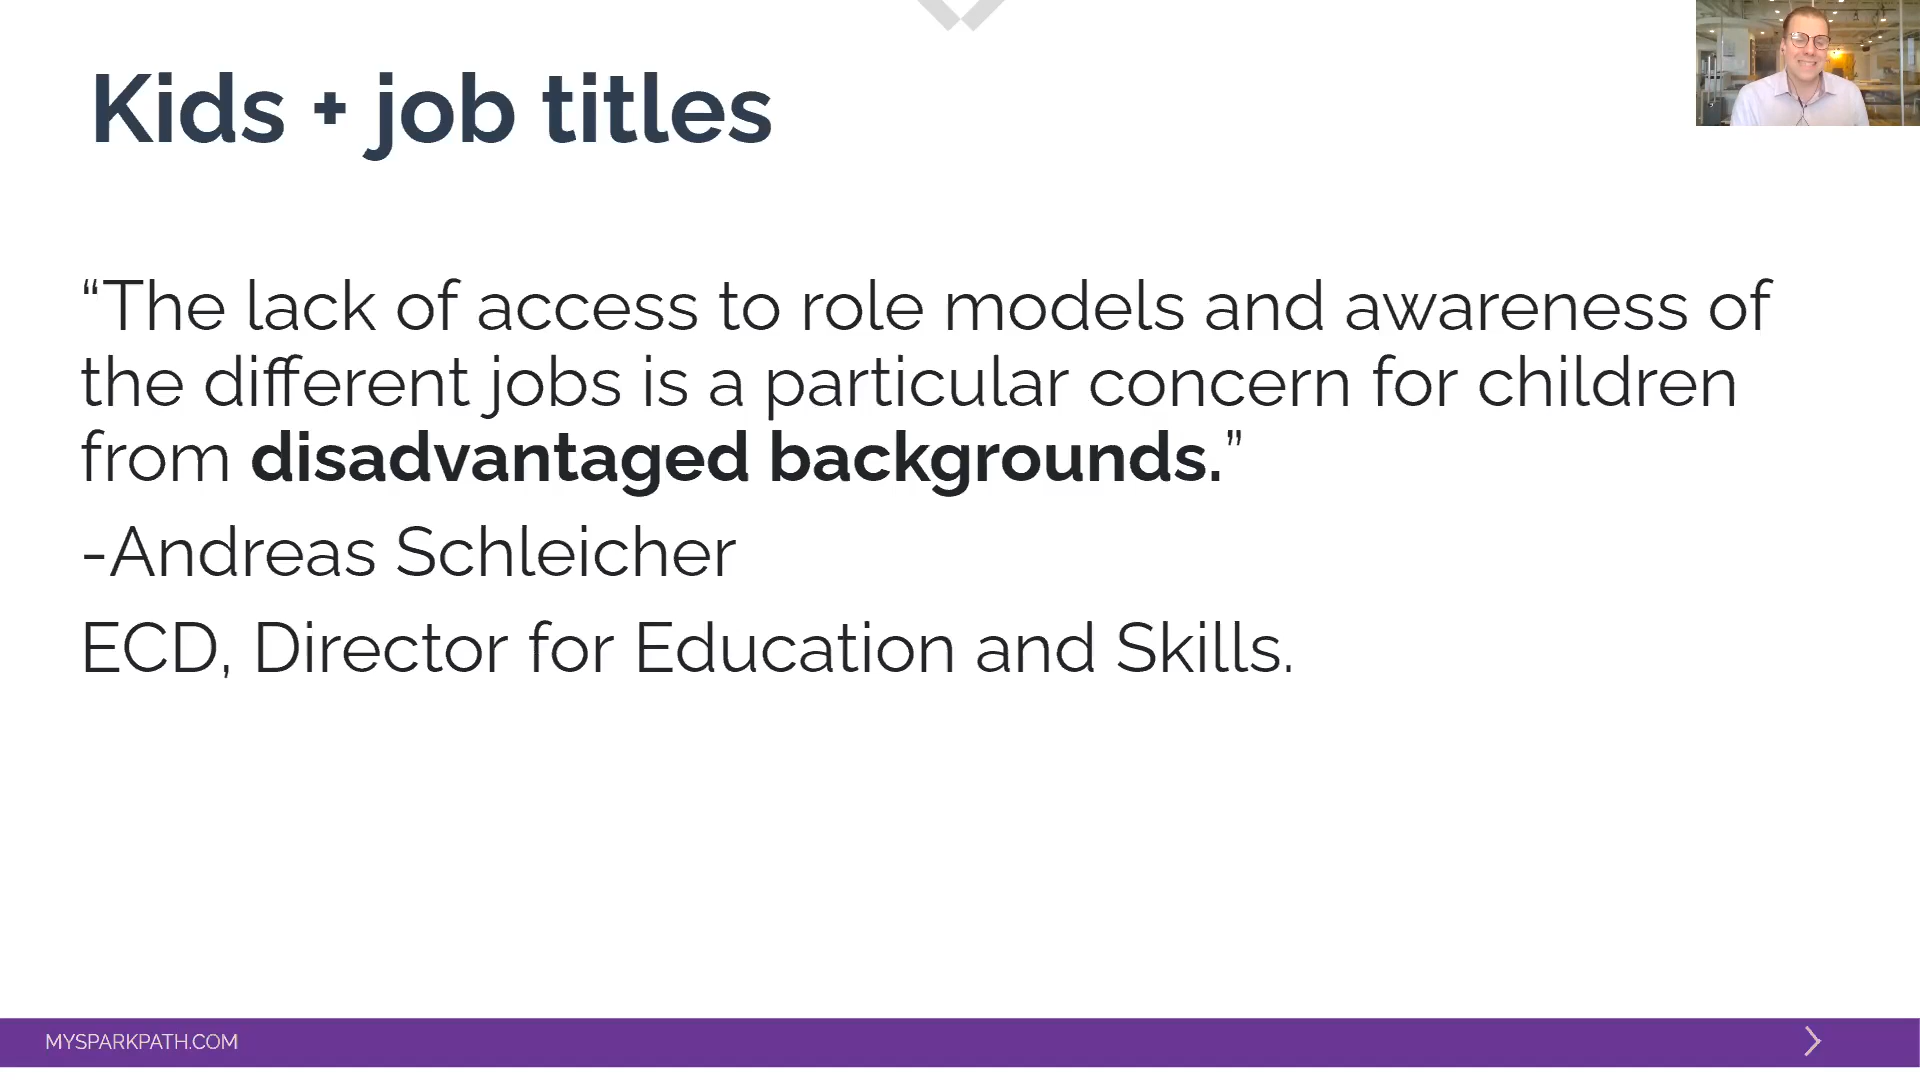 Kids + job titles
“The lack of access to role models and awareness of
the different jobs is a particular concern for children
from disadvantaged backgrounds.”
-Andreas Schleicher
ECD, Director for Education and Skills.
MYSPARKPATH.COM